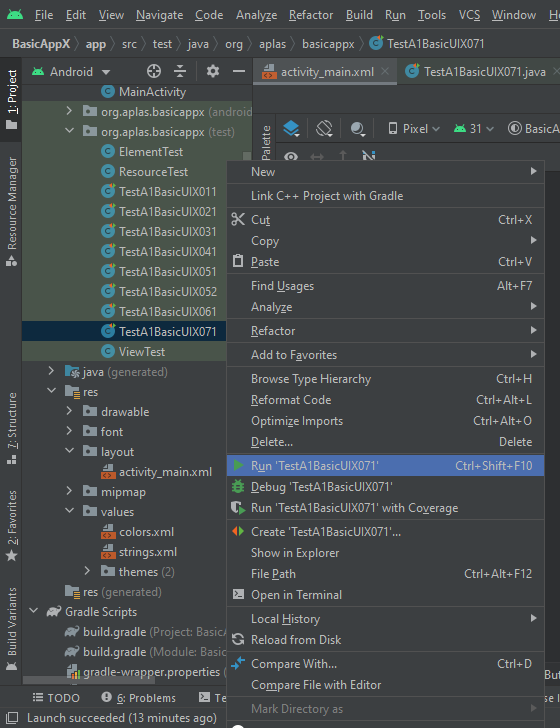 File Edit View Navigate Code Analyze Refactor Build Run Tools VCS Window
BasicAppX app src test java org aplas basicappx TestA1BasicUIX071
1: Project
Android
activity_main.xml
TestA1BasicUIX071.java
MainActivity
org.aplas.basicappx (android
org.aplas.basicappx (test)
ElementTest
ResourceTest
TestA1BasicUIX011
TestA1BasicUIX021
TestA1BasicUIX031
TestA1BasicUIX041
TestA1BasicUIX051
TestA1BasicUIX052
TestA1BasicUIX061
TestA1BasicUIX071
ViewTest
java (generated)
res
drawable
font
layout
activity_main.xml
mipmap
values
colors.xml
strings.xml
themes (2)
res (generated)
Gradle Scripts
build.gradle (Project: Basic
build.gradle (Module: Basic
gradle-wrapper.properties
Resource Manager
7: Structure
2: Favorites
Build Variants
Palette
Pixel 31 BasicA
New
Link C++ Project with Gradle
Cut Ctrl+X
Copy
Paste Ctrl+V
Find Usages Alt+F7
Analyze
Refactor
Add to Favorites
Browse Type Hierarchy Ctrl+H
Reformat Code Ctrl+Alt+L
Optimize Imports Ctrl+Alt+O
Delete... Delete
Run 'TestA1BasicUIX071' Ctrl+Shift+F10
Debug 'TestA1BasicUIX071'
Run 'TestA1BasicUIX071' with Coverage
Create 'TestA1BasicUIX071'...
Show in Explorer
File Path Ctrl+Alt+F12
Open in Terminal
Local History
Reload from Disk
Compare With... Ctrl+D
Compare File with Editor
Mark Directory as
But
TODO 6: Problems Te
Launch succeeded (13 minutes ago)